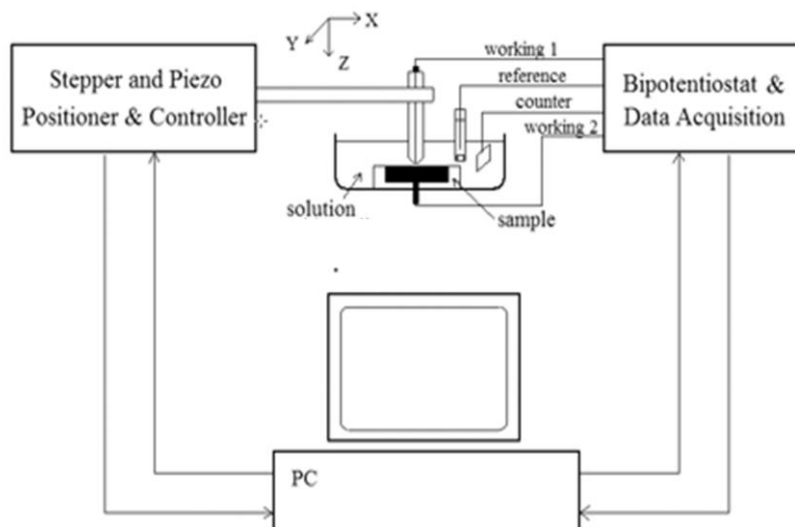 X
Y
Z
Stepper and Piezo
Positioner & Controller
working 1
reference
counter
working 2
Bipotentiostat &
Data Acquisition
solution
sample
PC